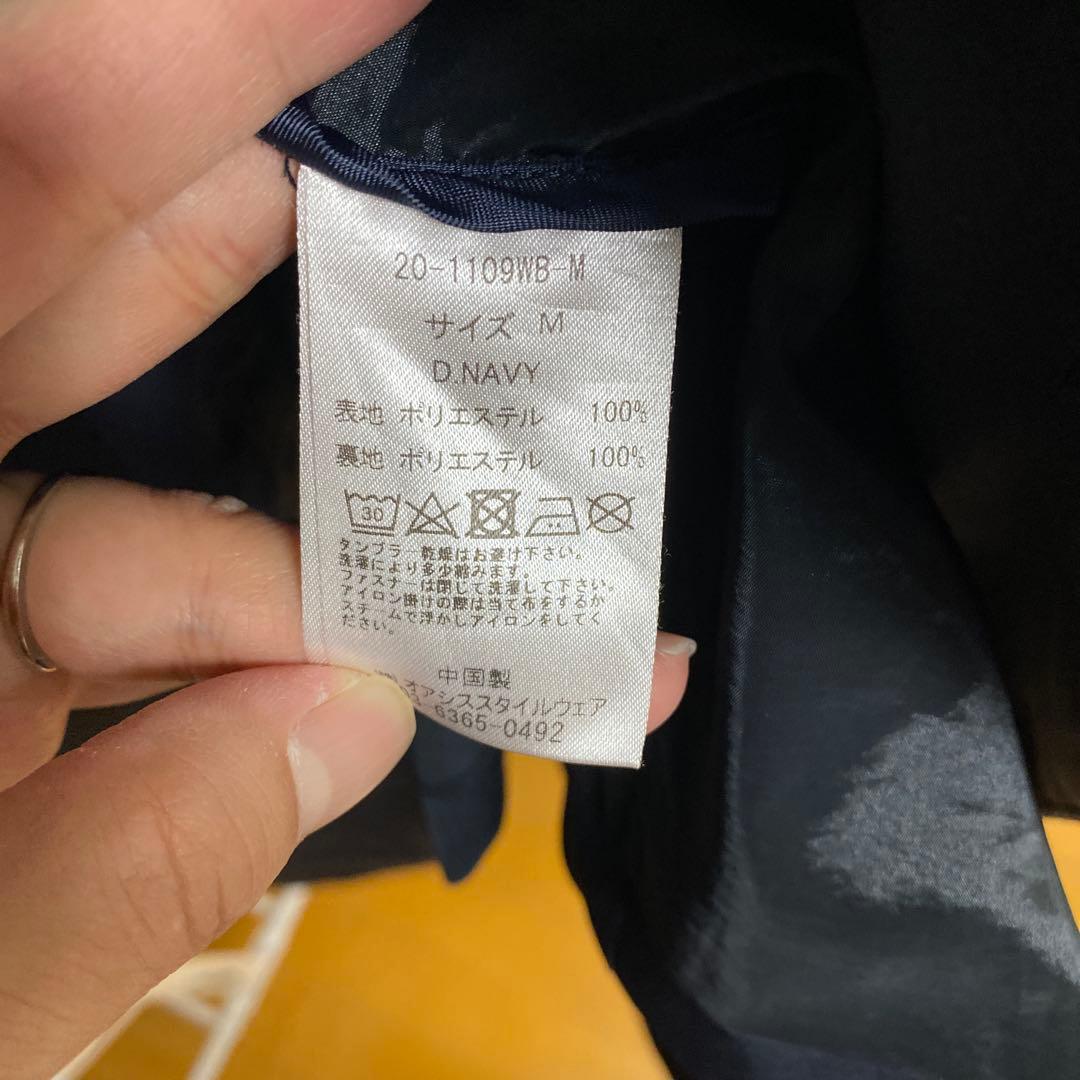 20-1109WB-M
サイズ M
D.NAVY
表地 ポリエステル 100%
裏地 ポリエステル 100%
30
タンブラー乾燥はお避け下さい。
洗濯により多少縮みます。
ファスナーは閉じて洗濯して下さい。
アイロン掛けの際は当て布をするか
スチームで浮かしアイロンをしてく
ださい。
中国製
オアシススタイルウェア
6365-0492